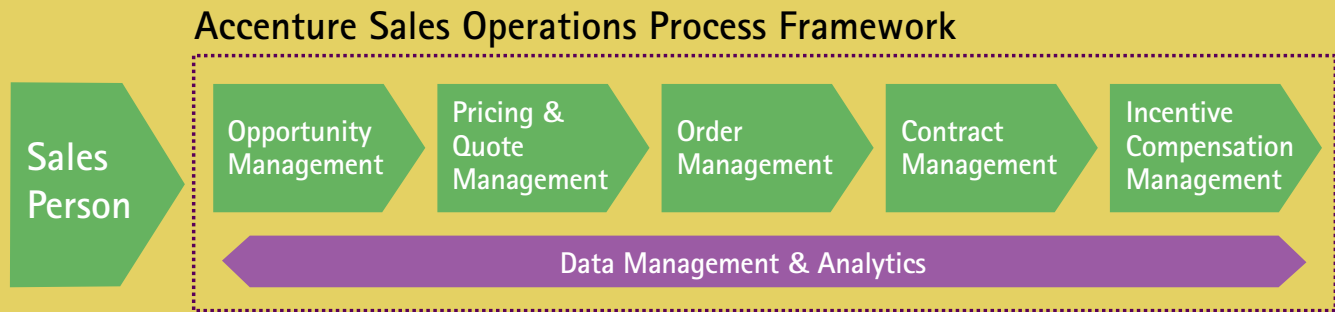 Accenture Sales Operations Process Framework
Sales
Person
Opportunity
Management
Pricing &
Quote
Management
Order
Management
Contract
Management
Incentive
Compensation
Management
Data Management & Analytics